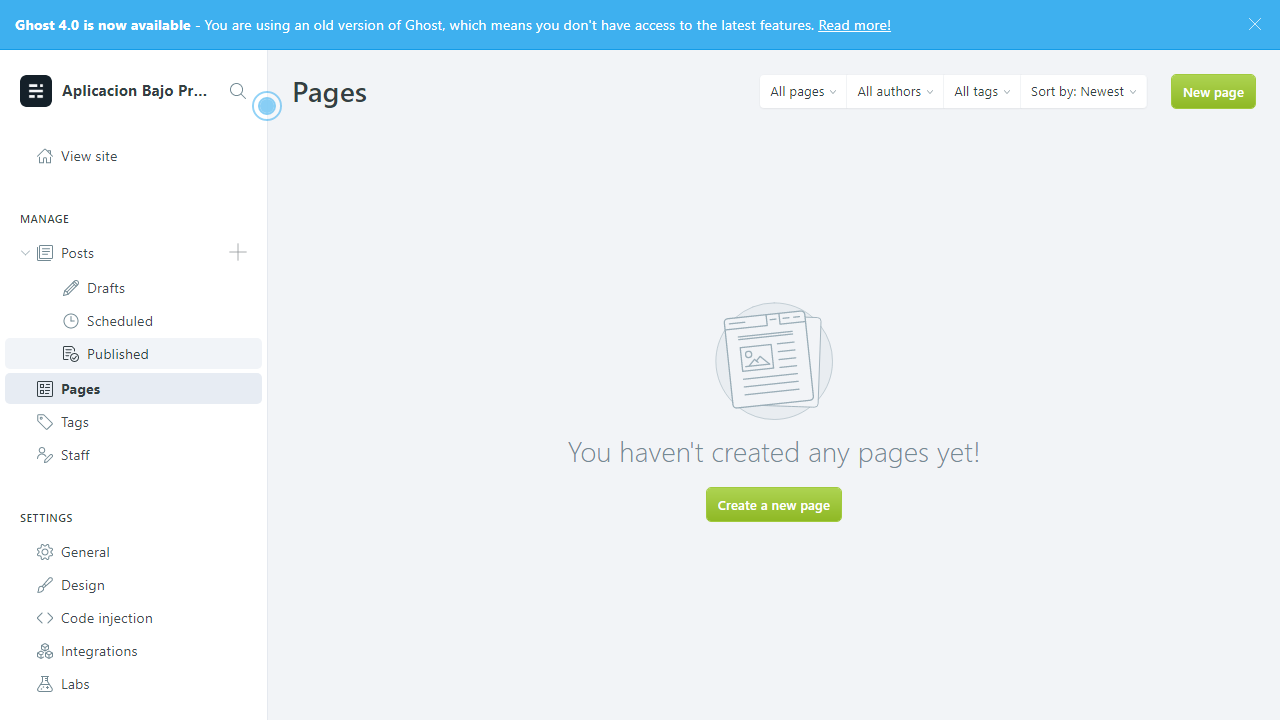 Ghost 4.0 is now available - You are using an old version of Ghost, which means you don't have access to the latest features. Read more!
Aplicacion Bajo Pr...
View site
MANAGE
Posts
Drafts
Scheduled
Published
Pages
Tags
Staff
SETTINGS
General
Design
Code injection
Integrations
Labs
Pages
All pages
All authors
All tags
Sort by: Newest
New page
You haven't created any pages yet!
Create a new page